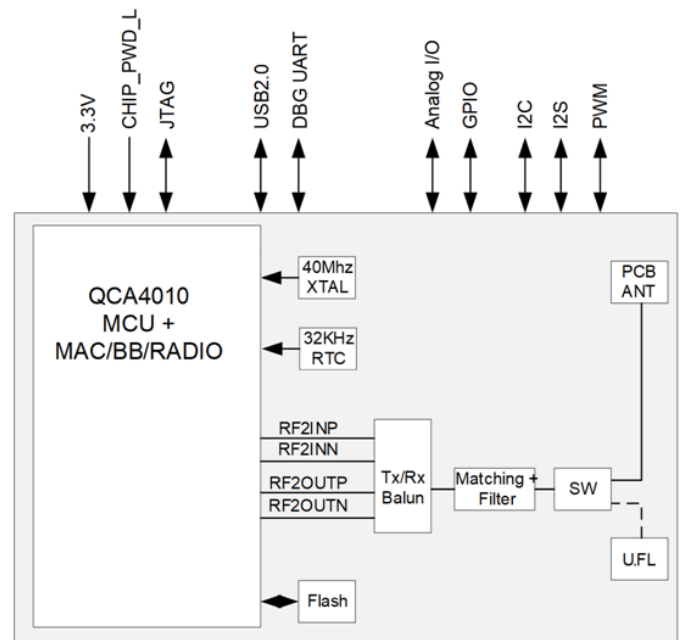 3.3V
CHIP_PWD_L
JTAG
USB2.0
DBG UART
Analog I/O
GPIO
I2C
I2S
PWM
QCA4010
MCU +
MAC/BB/RADIO
40Mhz
XTAL
PCB
ANT
32KHz
RTC
RF2INP
RF2INN
RF2OUTP
RF2OUTN
Tx/Rx
Balun
Matching +
Filter
SW
U.FL
Flash